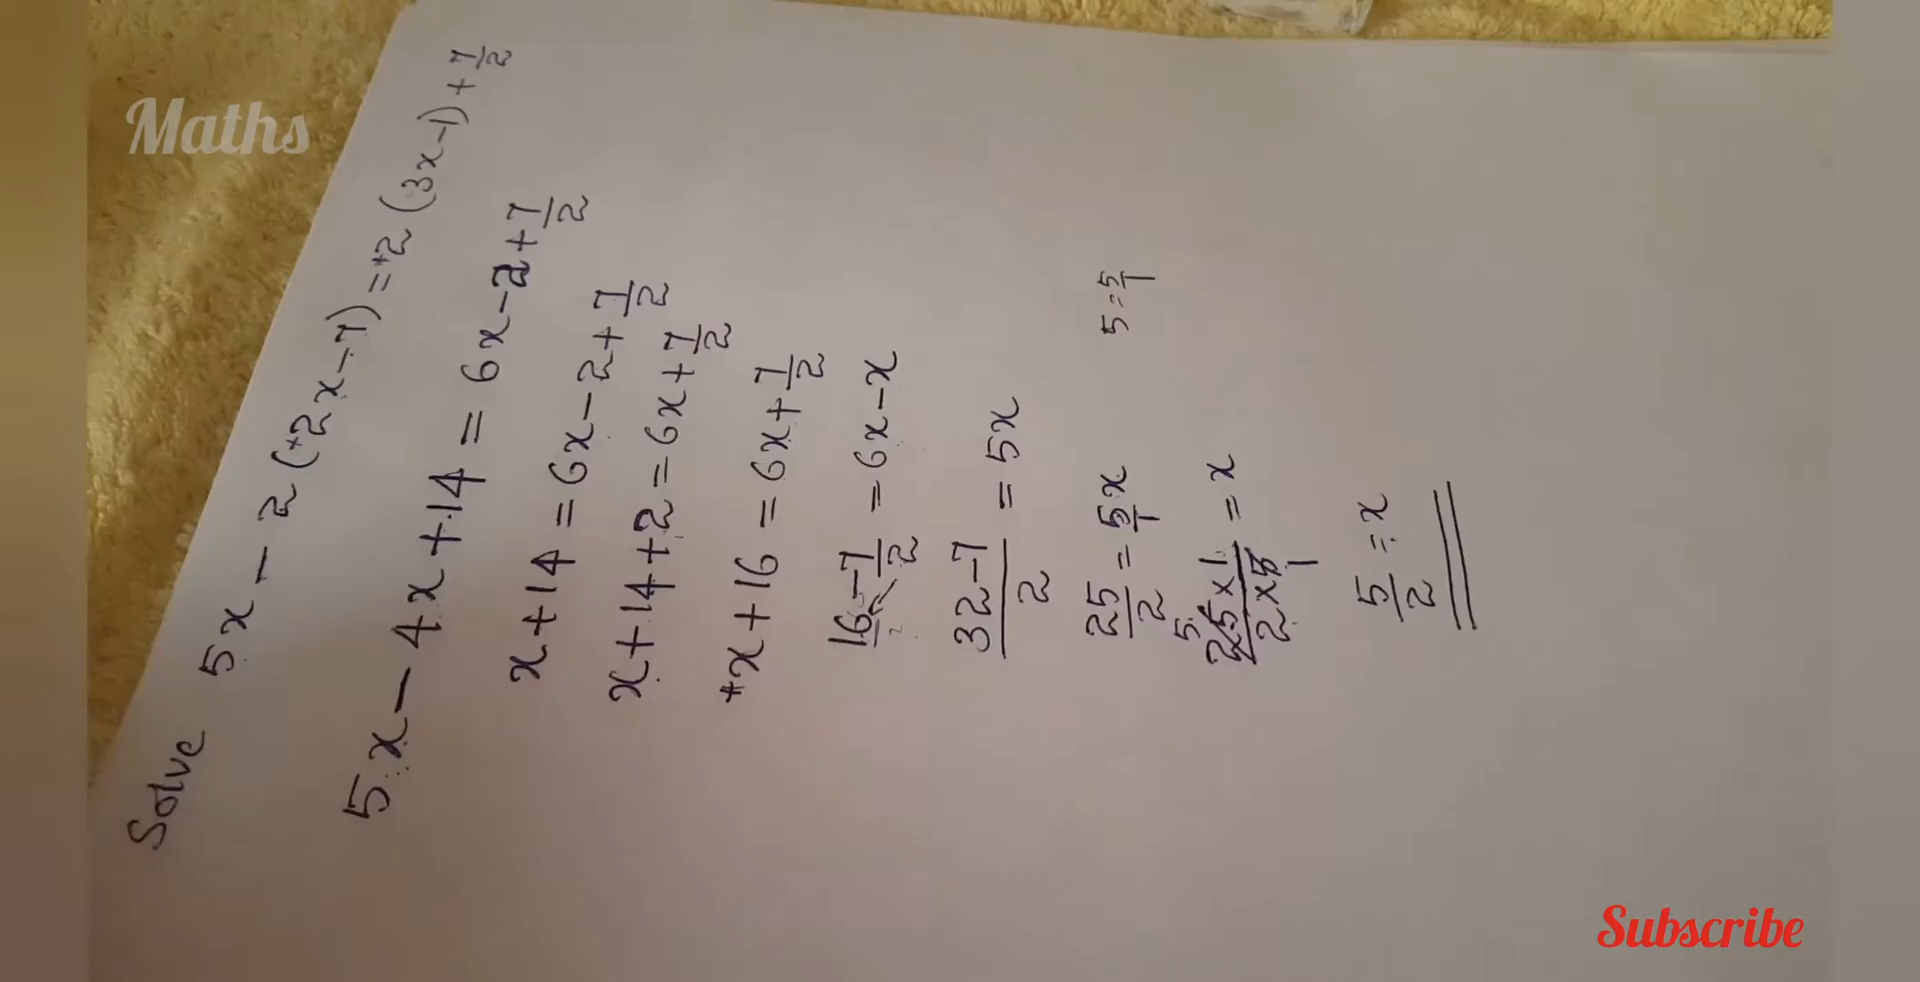 Maths
Solve 5x - 2(+2x-7) = +2(3x-1) + 7/2
5x - 4x + 14 = 6x - 2 + 7/2
x + 14 = 6x - 2 + 7/2
x + 14 + 2 = 6x + 7/2
+x + 16 = 6x + 7/2
16 - 7/2 = 6x - x
32-7/2 = 5x
25/2 = 5x/1 5 = 5/1
5 25 × 1/2 × 5 1 = x
5/2 = x
Subscribe